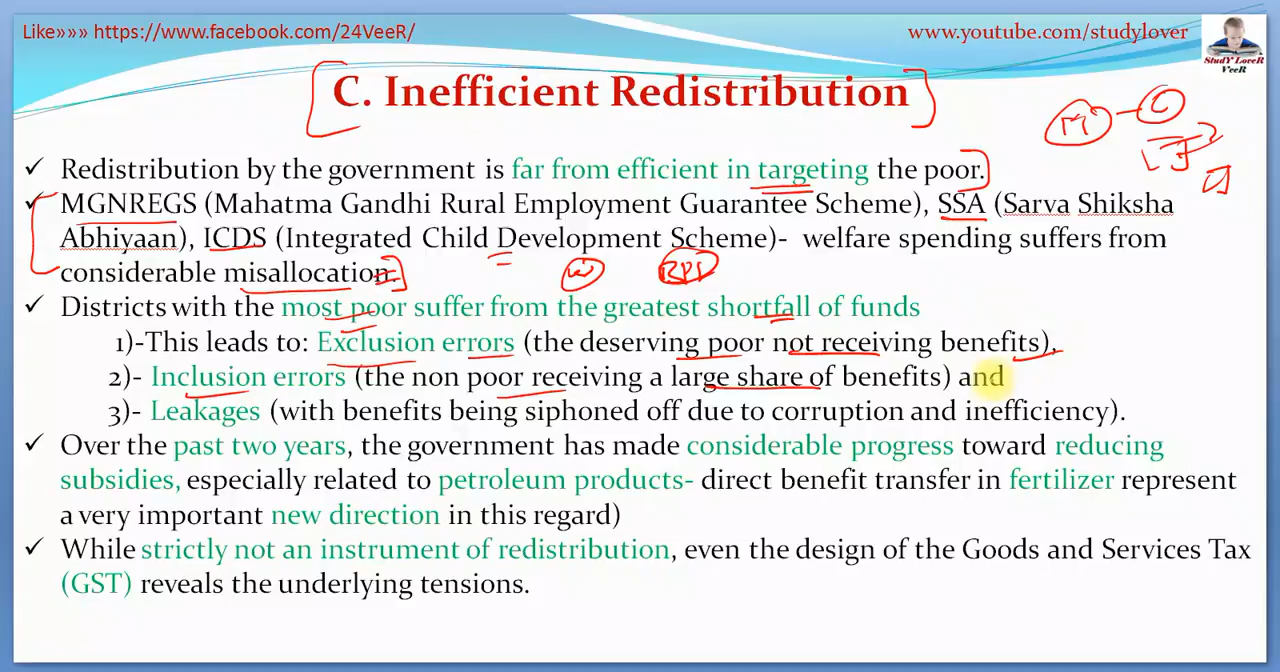 Like»»» https://www.facebook.com/24VeeR/
www.youtube.com/studylover
StudY LoveR
VeeR
C. Inefficient Redistribution
✓ Redistribution by the government is far from efficient in targeting the poor.
✓ MGNREGS (Mahatma Gandhi Rural Employment Guarantee Scheme), SSA (Sarva Shiksha
Abhiyaan), ICDS (Integrated Child Development Scheme)- welfare spending suffers from
considerable misallocation.
✓ Districts with the most poor suffer from the greatest shortfall of funds
1)-This leads to: Exclusion errors (the deserving poor not receiving benefits),
2)- Inclusion errors (the non poor receiving a large share of benefits) and
3)- Leakages (with benefits being siphoned off due to corruption and inefficiency).
✓ Over the past two years, the government has made considerable progress toward reducing
subsidies, especially related to petroleum products- direct benefit transfer in fertilizer represent
a very important new direction in this regard)
✓ While strictly not an instrument of redistribution, even the design of the Goods and Services Tax
(GST) reveals the underlying tensions.